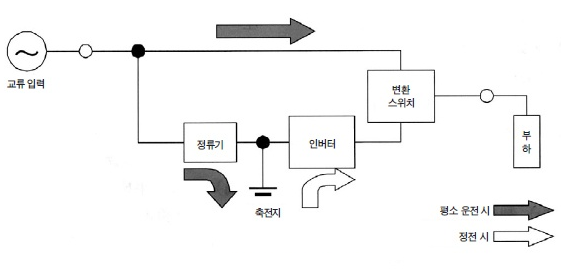 교류 입력
변환
스위치
정류기
인버터
부
하
축전지
평소 운전 시
정전 시